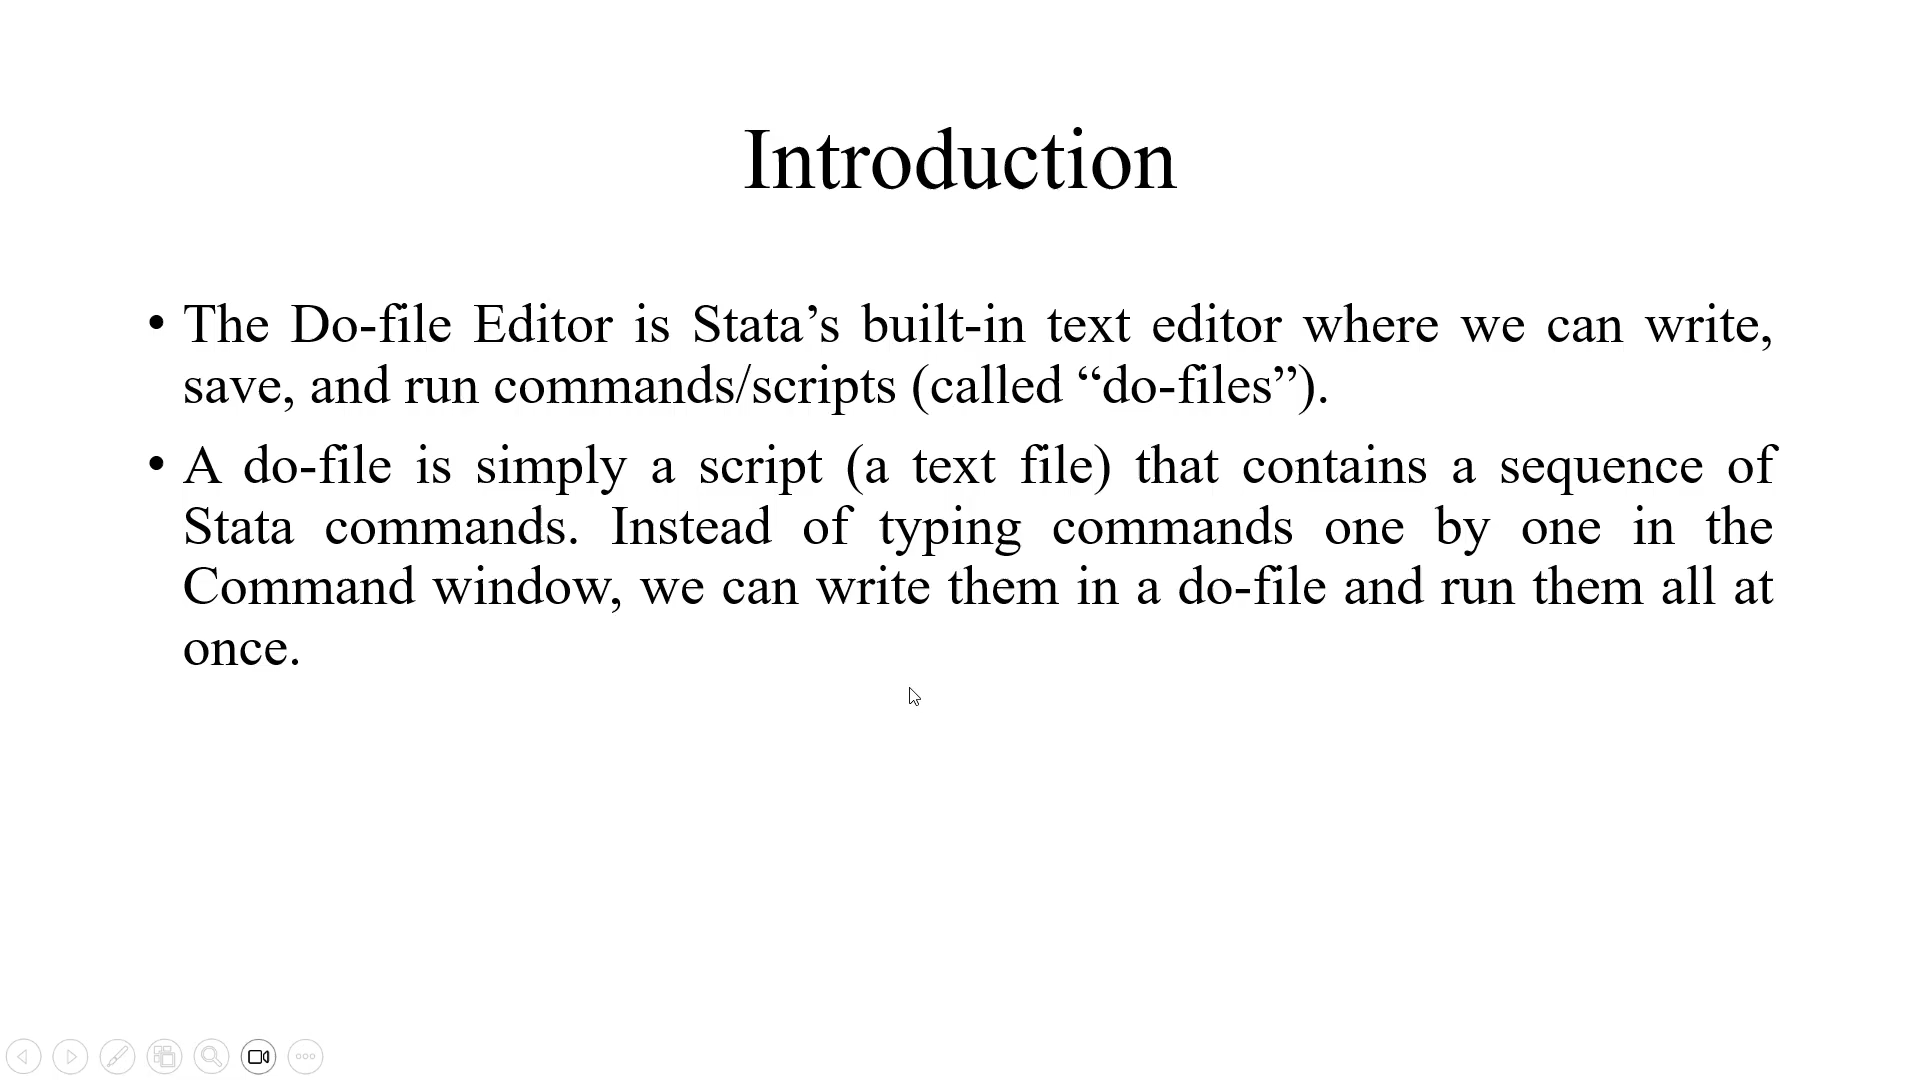 Introduction
• The Do-file Editor is Stata’s built-in text editor where we can write,
save, and run commands/scripts (called “do-files”).
• A do-file is simply a script (a text file) that contains a sequence of
Stata commands. Instead of typing commands one by one in the
Command window, we can write them in a do-file and run them all at
once.